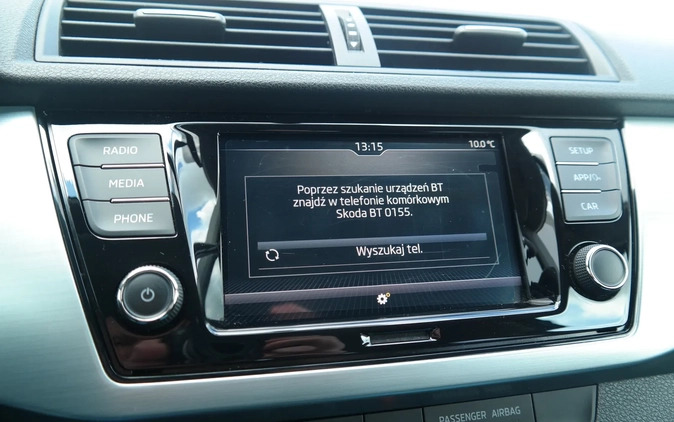 13:15
10.0°C
RADIO
MEDIA
PHONE
Poprzez szukanie urządzeń BT
znajdź w telefonie komórkowym
Skoda BT 0155.
Wyszukaj tel.
SETUP
APP/
CAR
PASSENGER AIRBAG